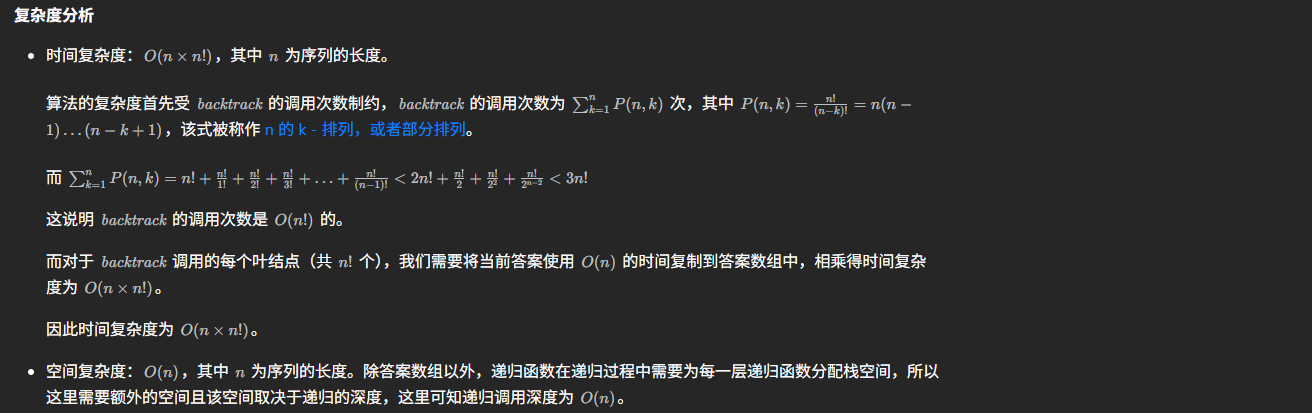 复杂度分析
• 时间复杂度：O(n × n!)，其中 n 为序列的长度。
算法的复杂度首先受 backtrack 的调用次数制约，backtrack 的调用次数为 ∑_{k=1}^{n} P(n, k) 次，其中 P(n, k) = \frac{n!}{(n−k)!} = n(n −
1) … (n − k + 1)，该式被称作 n 的 k - 排列，或者部分排列。
而 ∑_{k=1}^{n} P(n, k) = n! + \frac{n!}{1!} + \frac{n!}{2!} + \frac{n!}{3!} + … + \frac{n!}{(n−1)!} < 2n! + \frac{n!}{2} + \frac{n!}{2^2} + \frac{n!}{2^{n−2}} < 3n!
这说明 backtrack 的调用次数是 O(n!) 的。
而对于 backtrack 调用的每个叶结点（共 n! 个），我们需要将当前答案使用 O(n) 的时间复制到答案数组中，相乘得时间复杂
度为 O(n × n!)。
因此时间复杂度为 O(n × n!)。
• 空间复杂度：O(n)，其中 n 为序列的长度。除答案数组以外，递归函数在递归过程中需要为每一层递归函数分配栈空间，所以
这里需要额外的空间且该空间取决于递归的深度，这里可知递归调用深度为 O(n)。